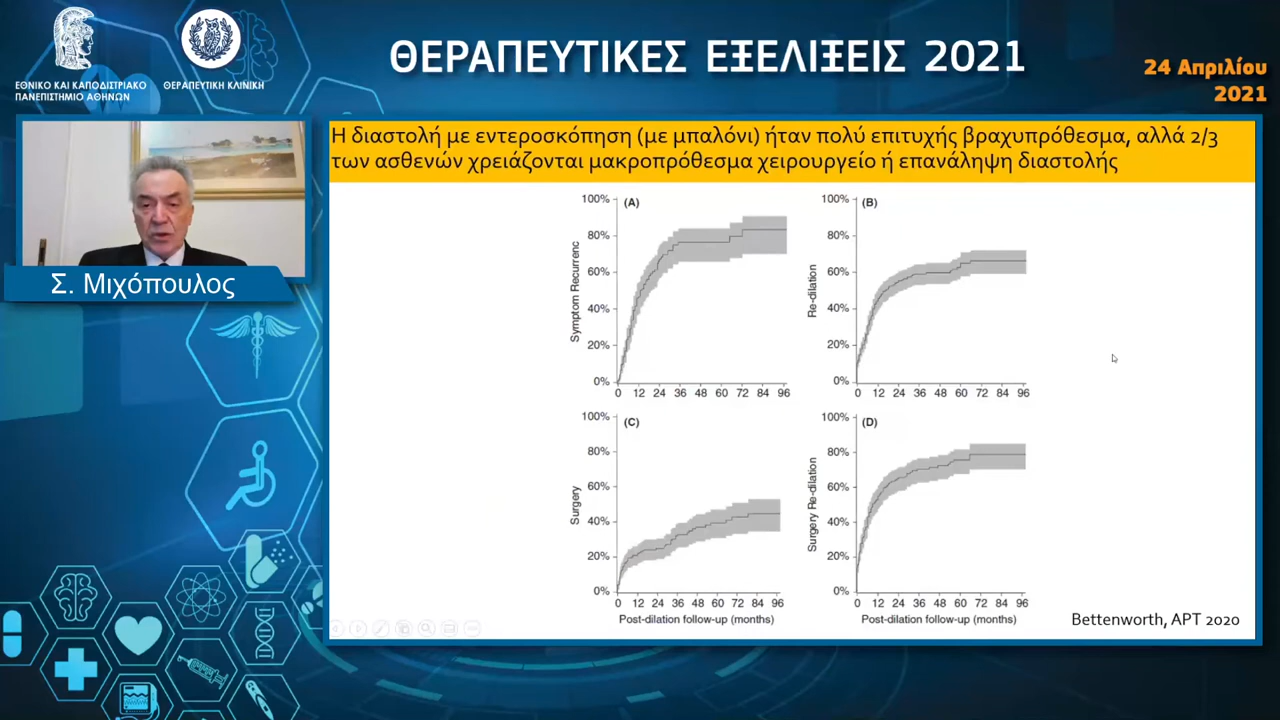 ΘΕΡΑΠΕΥΤΙΚΕΣ ΕΞΕΛΙΞΕΙΣ 2021
24 Απριλίου
2021
ΕΘΝΙΚΟ ΚΑΙ ΚΑΠΟΔΙΣΤΡΙΑΚΟ
ΠΑΝΕΠΙΣΤΗΜΙΟ ΑΘΗΝΩΝ
ΘΕΡΑΠΕΥΤΙΚΗ ΚΛΙΝΙΚΗ
Σ. Μιχόπουλος
Η διαστολή με εντεροσκόπηση (με μπαλόνι) ήταν πολύ επιτυχής βραχυπρόθεσμα, αλλά 2/3
των ασθενών χρειάζονται μακροπρόθεσμα χειρουργείο ή επανάληψη διαστολής
(A)
Symptom Recurrenc
100%
80%
60%
40%
20%
0%
0 12 24 36 48 60 72 84 96
(B)
Re-dilation
100%
80%
60%
40%
20%
0%
0 12 24 36 48 60 72 84 96
(C)
Surgery
100%
80%
60%
40%
20%
0%
0 12 24 36 48 60 72 84 96
Post-dilation follow-up (months)
(D)
Surgery Re-dilation
100%
80%
60%
40%
20%
0%
0 12 24 36 48 60 72 84 96
Post-dilation follow-up (months)
Bettenworth, APT 2020